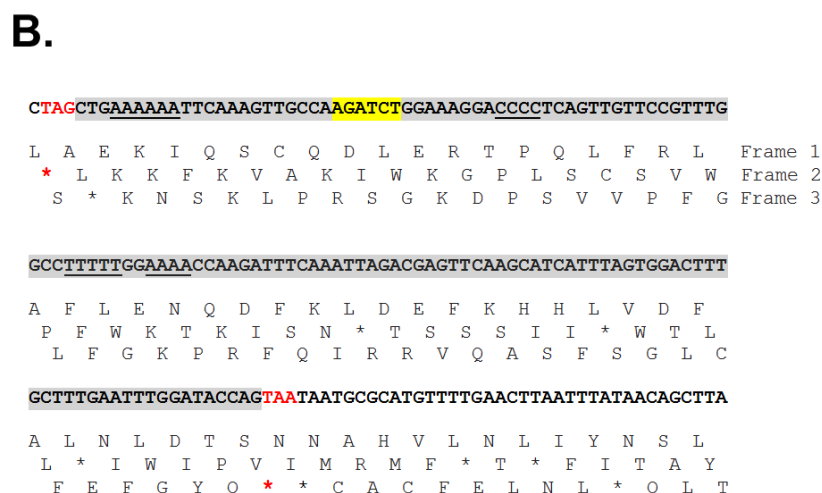 B.
CTAGCTGAAAAAATTCAAAGTTGCCAAGATCTGGAAAGGACCCCTCAGTTGTTCCGTTTG
L A E K I Q S C Q D L E R T P Q L F R L Frame 1
* L K K F K V A K I W K G P L S C S V W Frame 2
S * K N S K L P R S G K D P S V V P F G Frame 3
GCCTTTTTGGAAAACCAAGATTTCAAATTAGACGAGTTCAAGCATCATTTAGTGGACTTT
A F L E N Q D F K L D E F K H H L V D F
P F W K T K I S N * T S S S I I * W T L
L F G K P R F Q I R R V Q A S F S G L C
GCTTTGAATTTGGATACCAGTAATAATGCGCATGTTTTGAACTTAATTTATAACAGCTTA
A L N L D T S N N A H V L N L I Y N S L
L * I W I P V I M R M F * T * F I T A Y
F E F G Y Q * * C A C F E L N L * Q L T